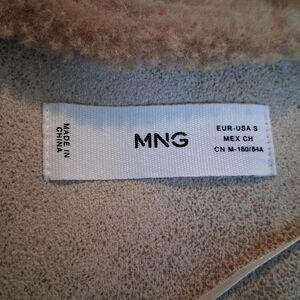 MADE IN
CHINA
MNG
EUR-USA S
MEX CH
CN M-160/84A